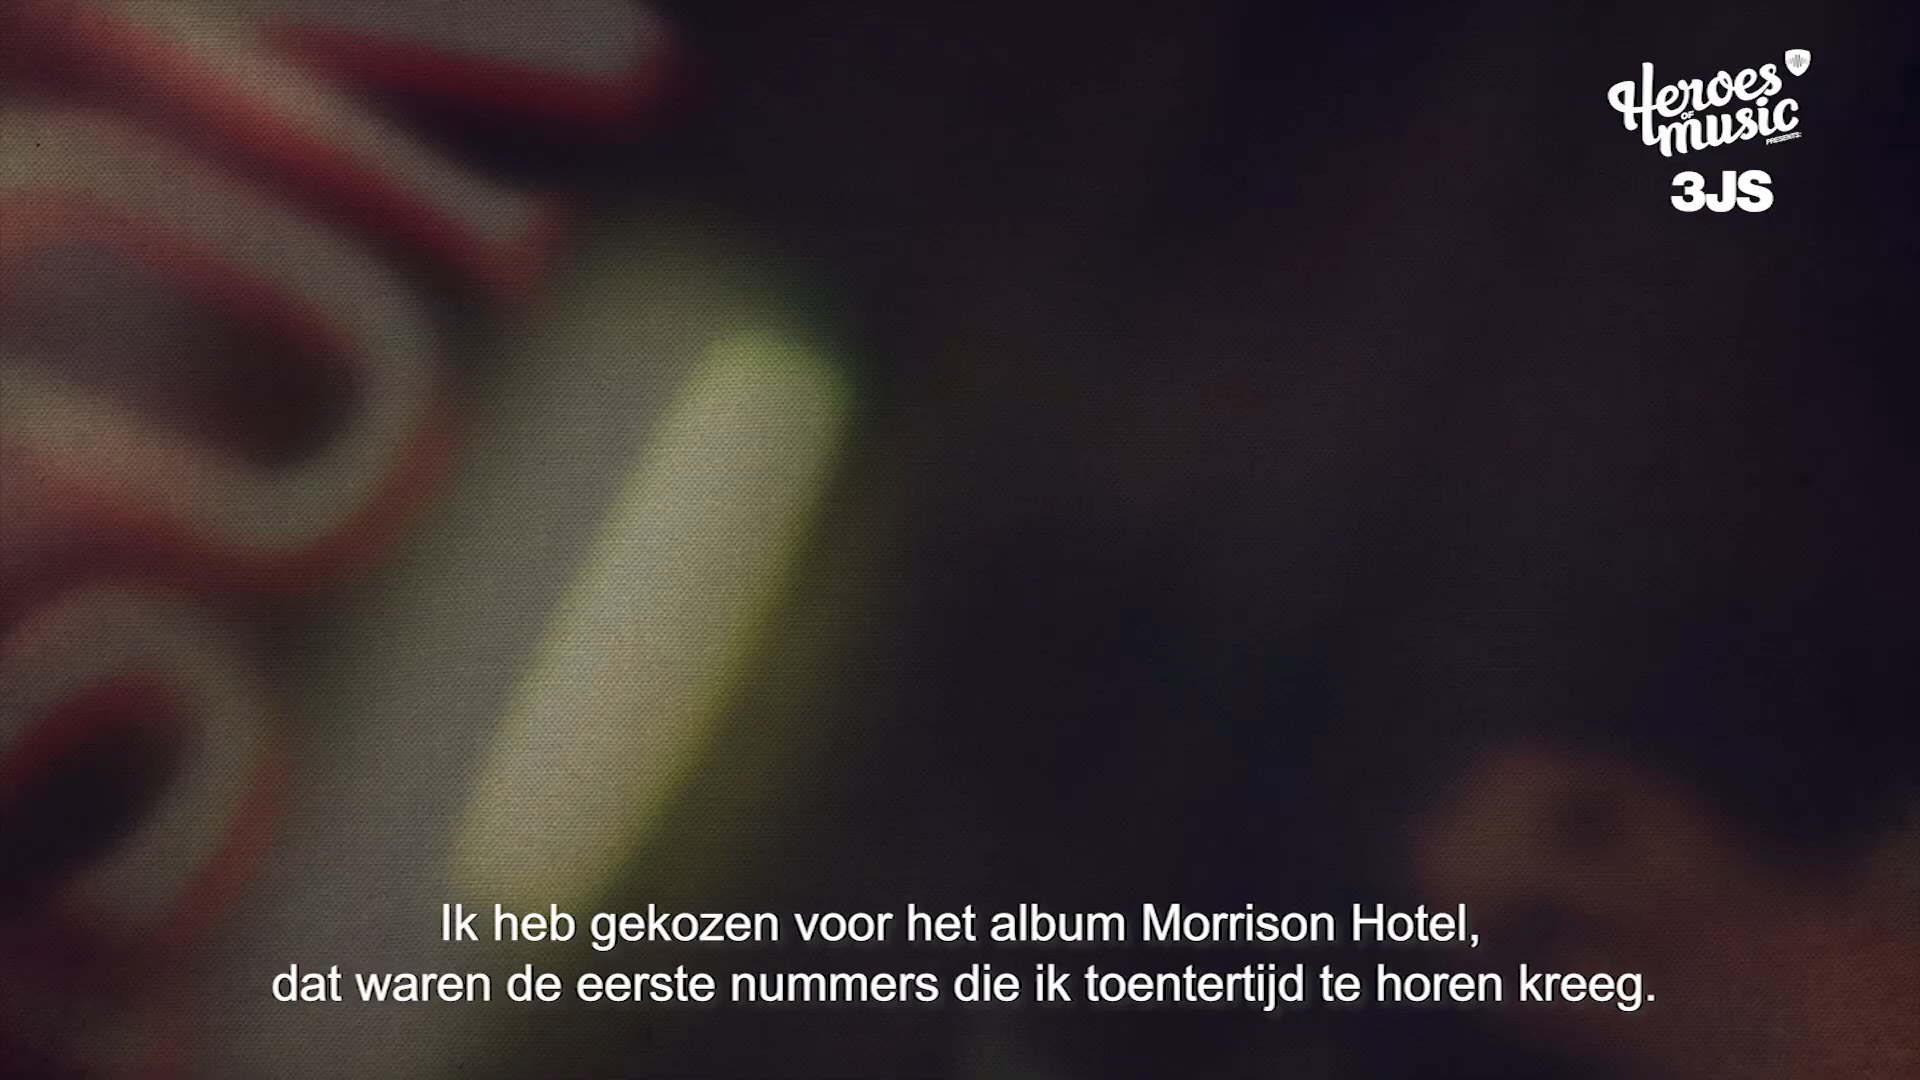 Heroes
OF
music
PRESENTS:
3JS
Ik heb gekozen voor het album Morrison Hotel,
dat waren de eerste nummers die ik toentertijd te horen kreeg.